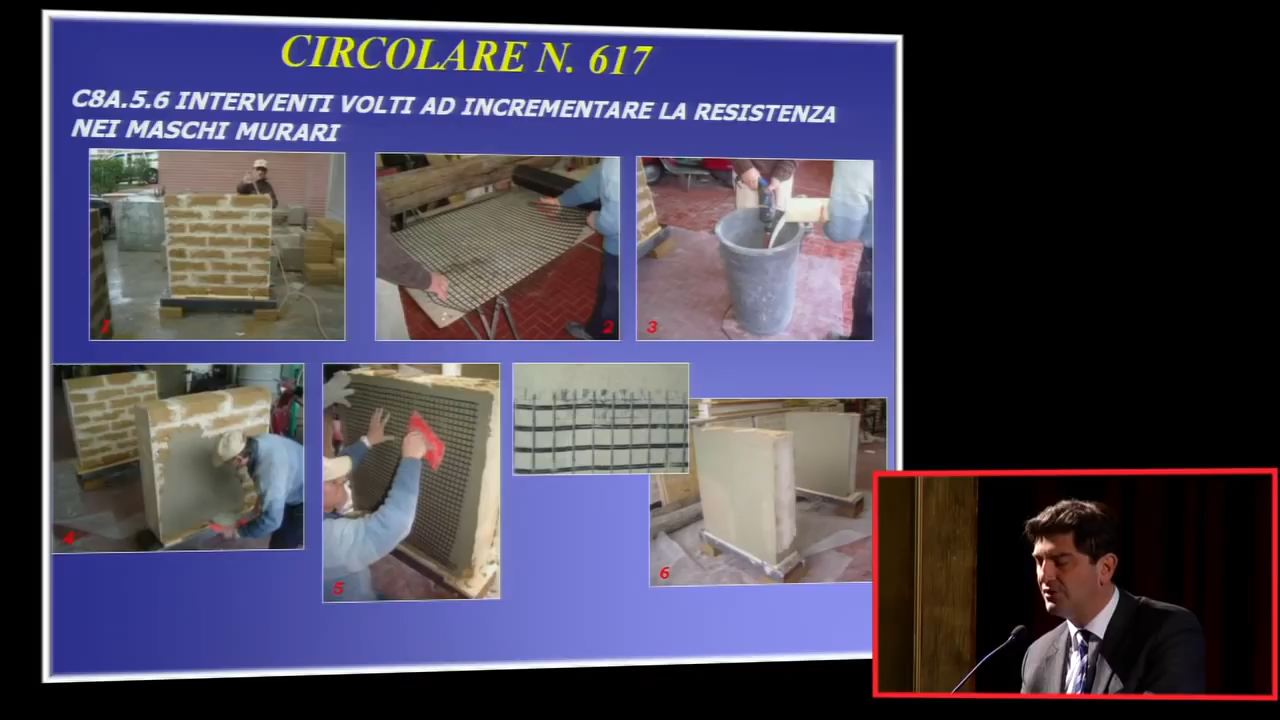 CIRCOLARE N. 617
C8A.5.6 INTERVENTI VOLTI AD INCREMENTARE LA RESISTENZA
NEI MASCHI MURARI
1
2
3
4
5
6